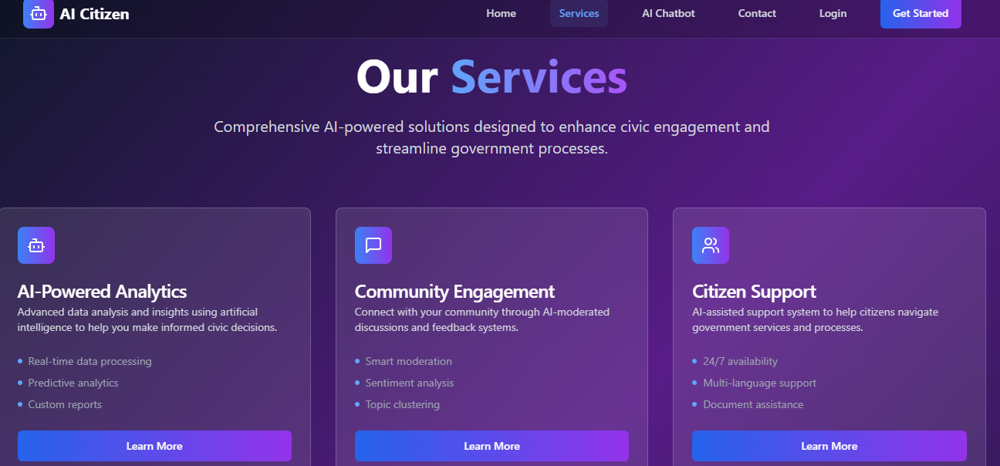 AI Citizen
Home
Services
AI Chatbot
Contact
Login
Get Started
Our Services
Comprehensive AI-powered solutions designed to enhance civic engagement and
streamline government processes.
AI-Powered Analytics
Advanced data analysis and insights using artificial
intelligence to help you make informed civic decisions.
Real-time data processing
Predictive analytics
Custom reports
Learn More
Community Engagement
Connect with your community through AI-moderated
discussions and feedback systems.
Smart moderation
Sentiment analysis
Topic clustering
Learn More
Citizen Support
AI-assisted support system to help citizens navigate
government services and processes.
24/7 availability
Multi-language support
Document assistance
Learn More